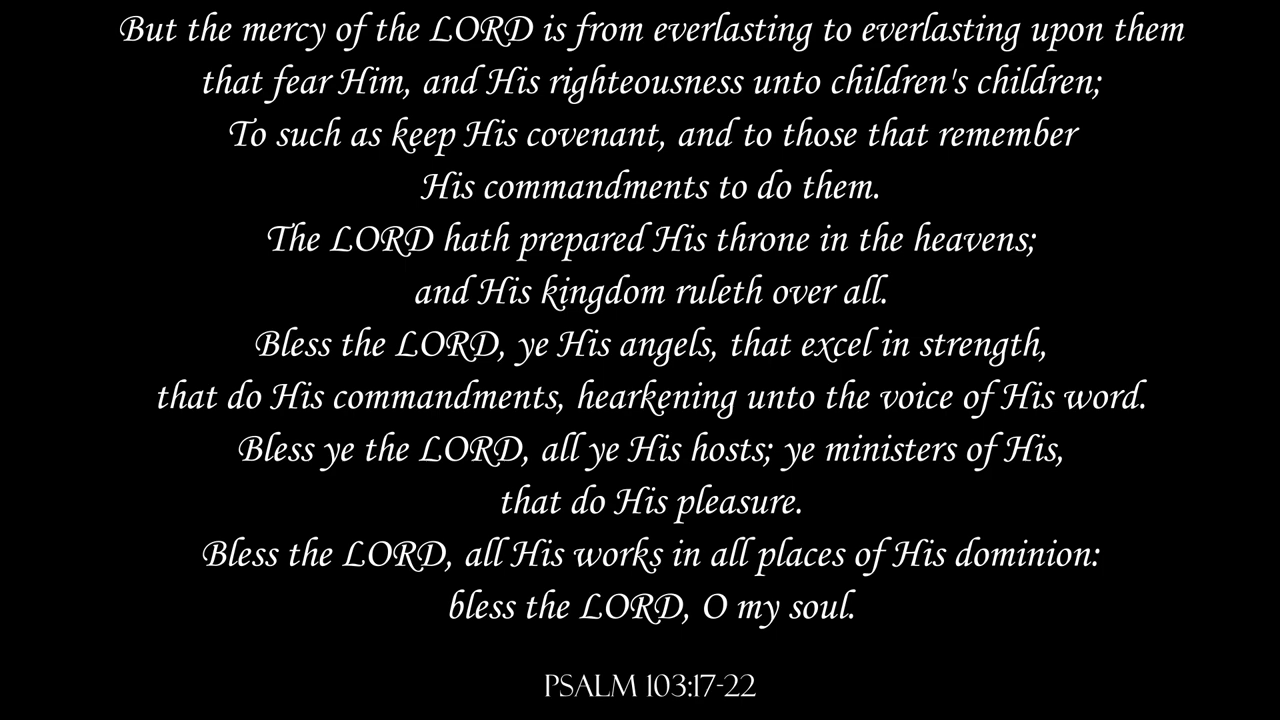 But the mercy of the LORD is from everlasting to everlasting upon them
that fear Him, and His righteousness unto children's children;
To such as keep His covenant, and to those that remember
His commandments to do them.
The LORD hath prepared His throne in the heavens;
and His kingdom ruleth over all.
Bless the LORD, ye His angels, that excel in strength,
that do His commandments, hearkening unto the voice of His word.
Bless ye the LORD, all ye His hosts; ye ministers of His,
that do His pleasure.
Bless the LORD, all His works in all places of His dominion:
bless the LORD, O my soul.
PSALM 103:17-22